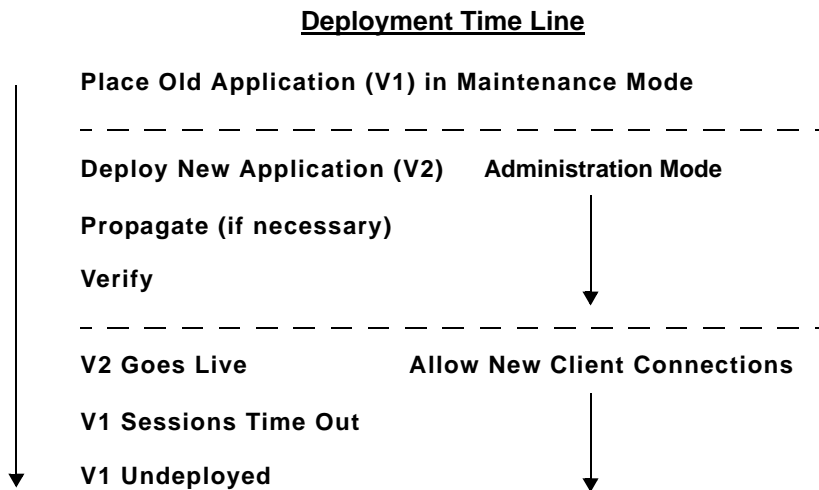 Deployment Time Line
Place Old Application (V1) in Maintenance Mode
Deploy New Application (V2) Administration Mode
Propagate (if necessary)
Verify
V2 Goes Live Allow New Client Connections
V1 Sessions Time Out
V1 Undeployed